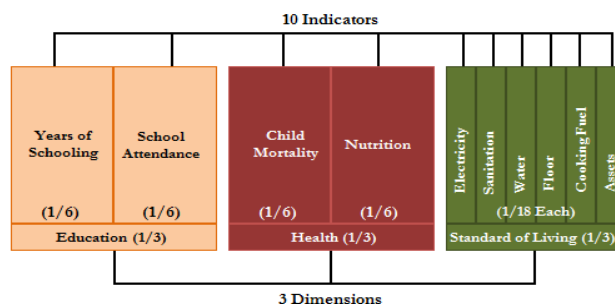 10 Indicators
Years of
Schooling
(1/6)
School
Attendance
(1/6)
Education (1/3)
Child
Mortality
(1/6)
Nutrition
(1/6)
Health (1/3)
Electricity
Sanitation
Water
Floor
Cooking Fuel
Assets
(1/18 Each)
Standard of Living (1/3)
3 Dimensions